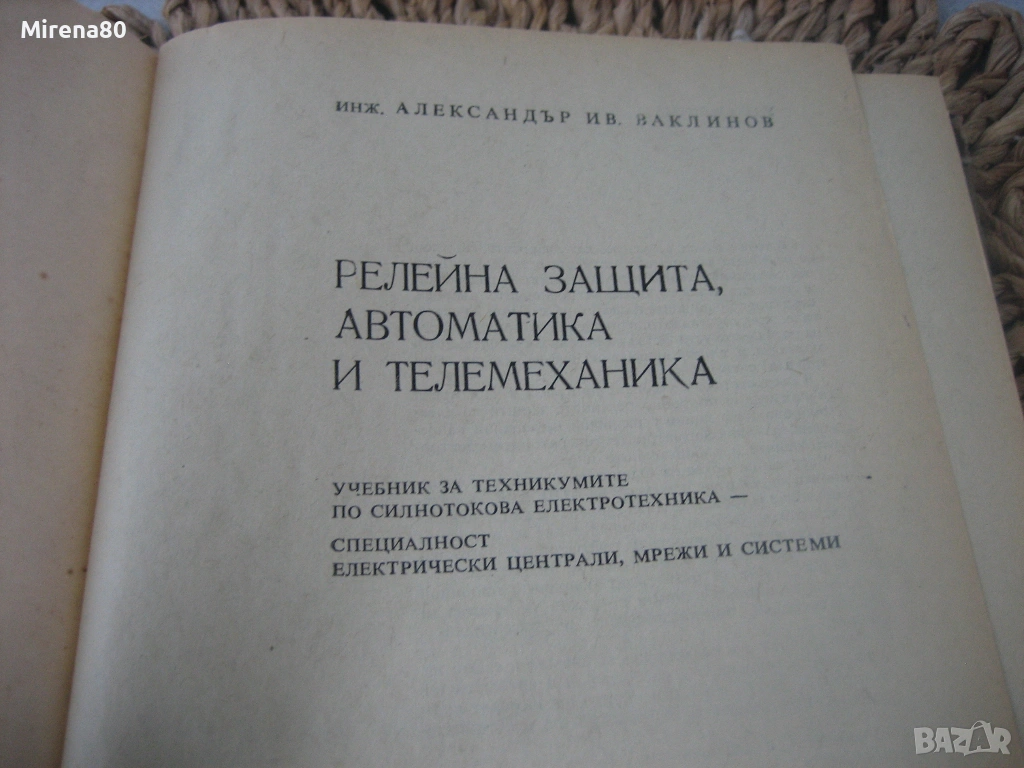 Mirena80
ИНЖ. АЛЕКСАНДЪР ИВ. ВАКЛИНОВ
РЕЛЕЙНА ЗАЩИТА,
АВТОМАТИКА
И ТЕЛЕМЕХАНИКА
УЧЕБНИК ЗА ТЕХНИКУМИТЕ
ПО СИЛНОТОКОВА ЕЛЕКТРОТЕХНИКА —
СПЕЦИАЛНОСТ
ЕЛЕКТРИЧЕСКИ ЦЕНТРАЛИ, МРЕЖИ И СИСТЕМИ
BAZAR